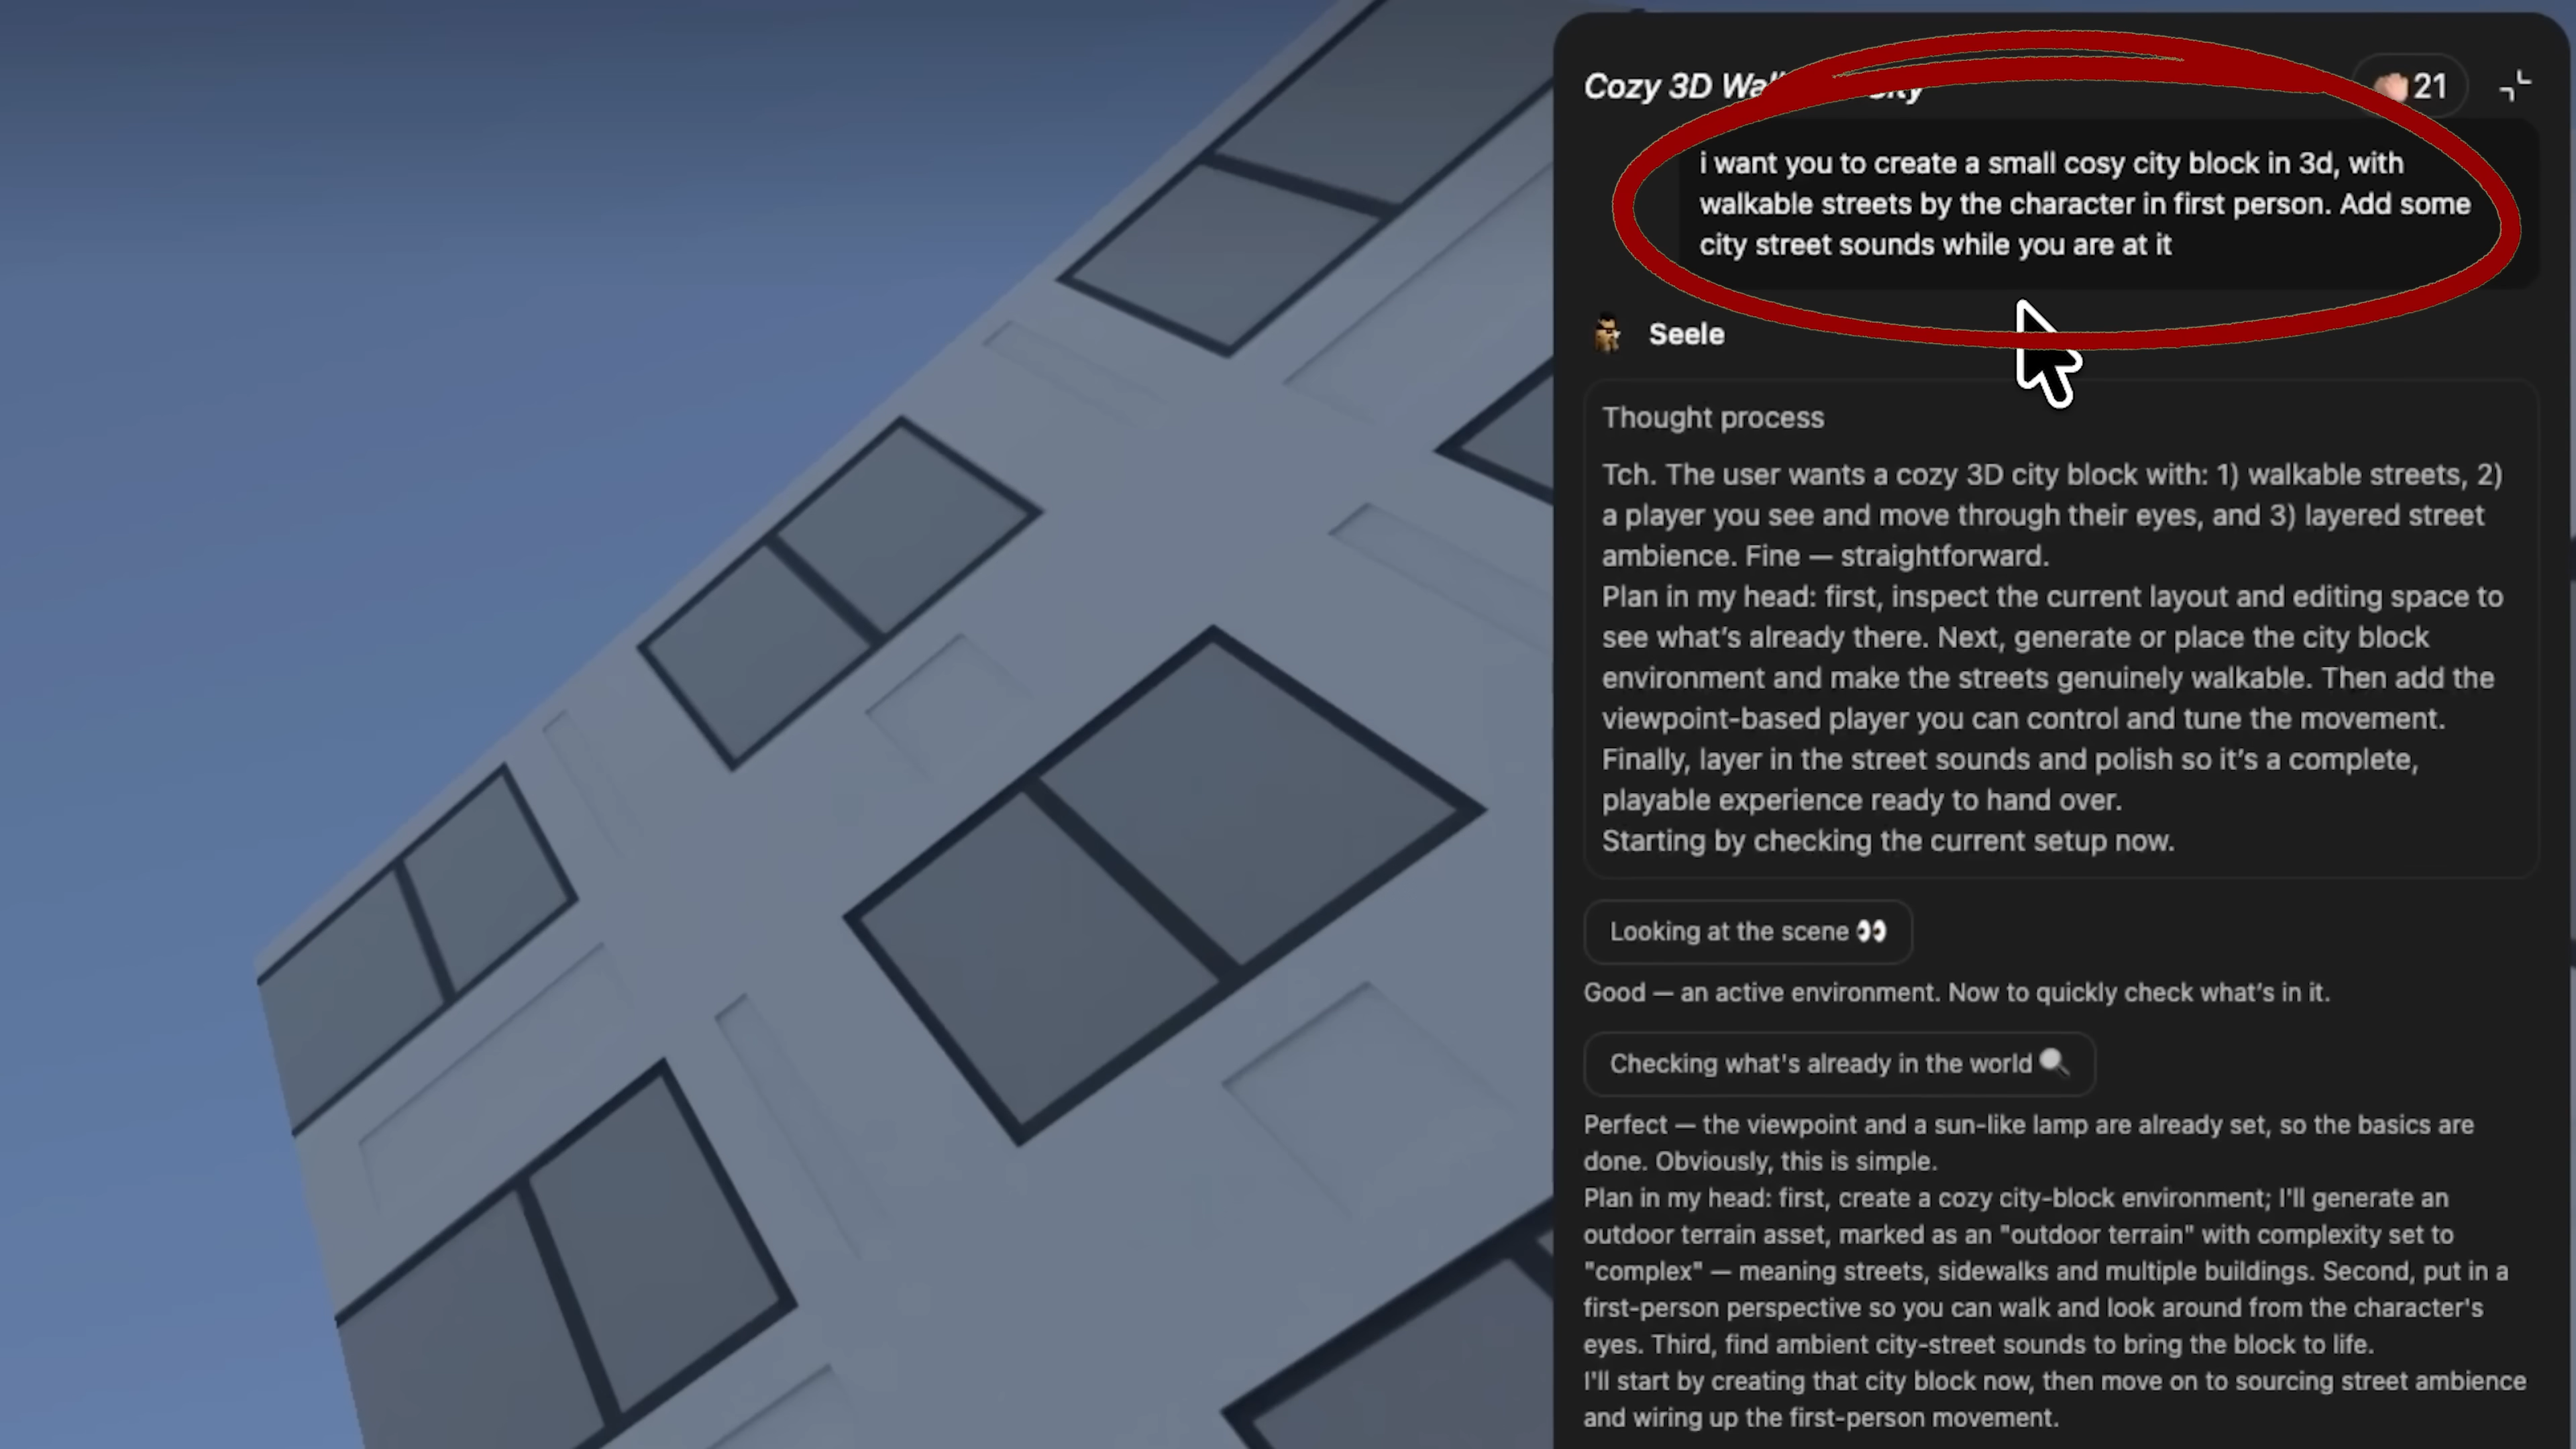 Cozy 3D Wal City
21
i want you to create a small cosy city block in 3d, with
walkable streets by the character in first person. Add some
city street sounds while you are at it
Seele
Thought process
Tch. The user wants a cozy 3D city block with: 1) walkable streets, 2)
a player you see and move through their eyes, and 3) layered street
ambience. Fine — straightforward.
Plan in my head: first, inspect the current layout and editing space to
see what’s already there. Next, generate or place the city block
environment and make the streets genuinely walkable. Then add the
viewpoint-based player you can control and tune the movement.
Finally, layer in the street sounds and polish so it’s a complete,
playable experience ready to hand over.
Starting by checking the current setup now.
Looking at the scene 👀
Good — an active environment. Now to quickly check what’s in it.
Checking what's already in the world 🔍
Perfect — the viewpoint and a sun-like lamp are already set, so the basics are
done. Obviously, this is simple.
Plan in my head: first, create a cozy city-block environment; I'll generate an
outdoor terrain asset, marked as an "outdoor terrain" with complexity set to
"complex" — meaning streets, sidewalks and multiple buildings. Second, put in a
first-person perspective so you can walk and look around from the character's
eyes. Third, find ambient city-street sounds to bring the block to life.
I'll start by creating that city block now, then move on to sourcing street ambience
and wiring up the first-person movement.